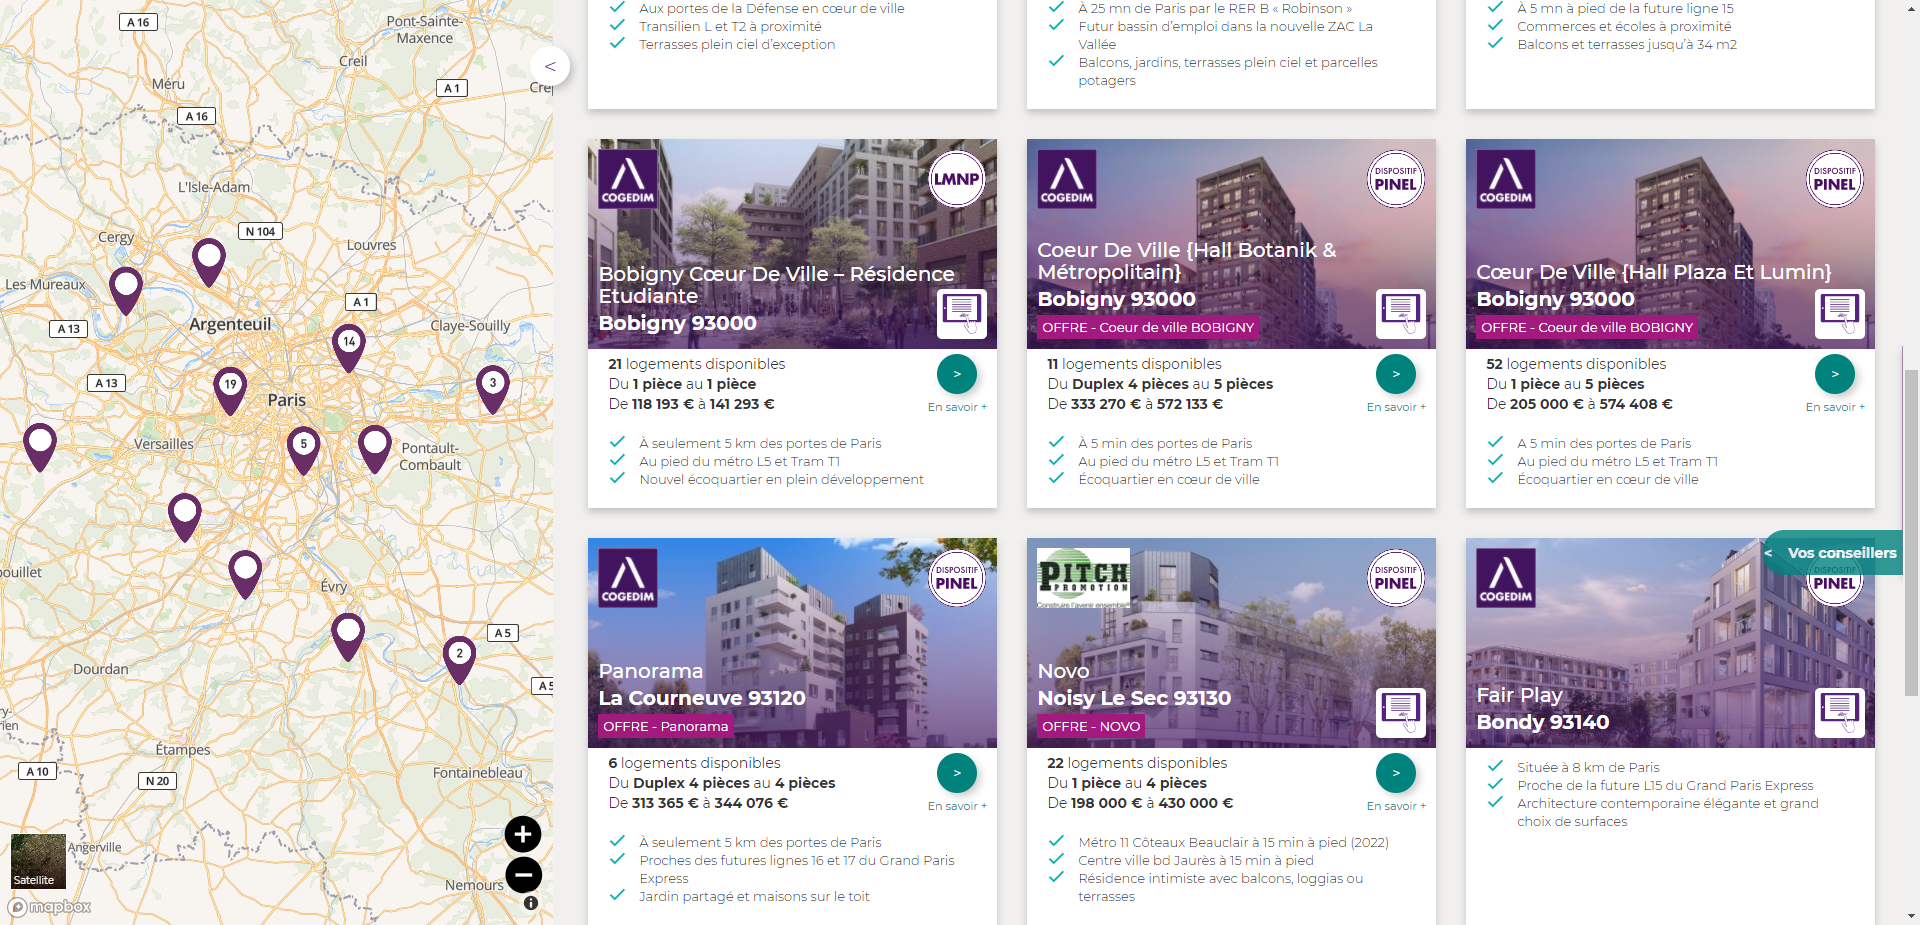 A 16
Pont-Sainte-
Maxence
Creil
Méru
A 1
A 16
L'Isle-Adam
N 104
Cergy
Louvres
Les Mureaux
A 1
Argenteuil
A 13
Claye-Souilly
14
A 13
19
3
Paris
5
Versailles
Pontault-
Combault
Évry
A 5
2
Dourdan
A 5
Étampes
A 10
N 20
Fontainebleau
Angerville
Satellite
Nemours
mapbox
<
Aux portes de la Défense en cœur de ville
Transilien L et T2 à proximité
Terrasses plein ciel d'exception
À 25 mn de Paris par le RER B « Robinson »
Futur bassin d'emploi dans la nouvelle ZAC La
Vallée
Balcons, jardins, terrasses plein ciel et parcelles
potagers
À 5 mn à pied de la future ligne 15
Commerces et écoles à proximité
Balcons et terrasses jusqu'à 34 m2
COGEDIM
LMNP
Bobigny Cœur De Ville – Résidence
Etudiante
Bobigny 93000
21 logements disponibles
Du 1 pièce au 1 pièce
De 118 193 € à 141 293 €
>
En savoir +
À seulement 5 km des portes de Paris
Au pied du métro L5 et Tram T1
Nouvel écoquartier en plein développement
COGEDIM
DISPOSITIF
PINEL
Coeur De Ville {Hall Botanik &
Métropolitain}
Bobigny 93000
OFFRE - Coeur de ville BOBIGNY
11 logements disponibles
Du Duplex 4 pièces au 5 pièces
De 333 270 € à 572 133 €
>
En savoir +
À 5 min des portes de Paris
Au pied du métro L5 et Tram T1
Écoquartier en cœur de ville
COGEDIM
DISPOSITIF
PINEL
Cœur De Ville {Hall Plaza Et Lumin}
Bobigny 93000
OFFRE - Coeur de ville BOBIGNY
52 logements disponibles
Du 1 pièce au 5 pièces
De 205 000 € à 574 408 €
>
En savoir +
A 5 min des portes de Paris
Au pied du métro L5 et Tram T1
Écoquartier en cœur de ville
COGEDIM
DISPOSITIF
PINEL
Panorama
La Courneuve 93120
OFFRE - Panorama
6 logements disponibles
Du Duplex 4 pièces au 4 pièces
De 313 365 € à 344 076 €
>
En savoir +
À seulement 5 km des portes de Paris
Proches des futures lignes 16 et 17 du Grand Paris
Express
Jardin partagé et maisons sur le toit
PITCH
PROMOTION
Construire l'avenir ensemble
DISPOSITIF
PINEL
Novo
Noisy Le Sec 93130
OFFRE - NOVO
22 logements disponibles
Du 1 pièce au 4 pièces
De 198 000 € à 430 000 €
>
En savoir +
Métro 11 Côteaux Beauclair à 15 min à pied (2022)
Centre ville bd Jaurès à 15 min à pied
Résidence intimiste avec balcons, loggias ou
terrasses
COGEDIM
< Vos conseillers
DISPOSITIF
PINEL
Fair Play
Bondy 93140
Située à 8 km de Paris
Proche de la future L15 du Grand Paris Express
Architecture contemporaine élégante et grand
choix de surfaces